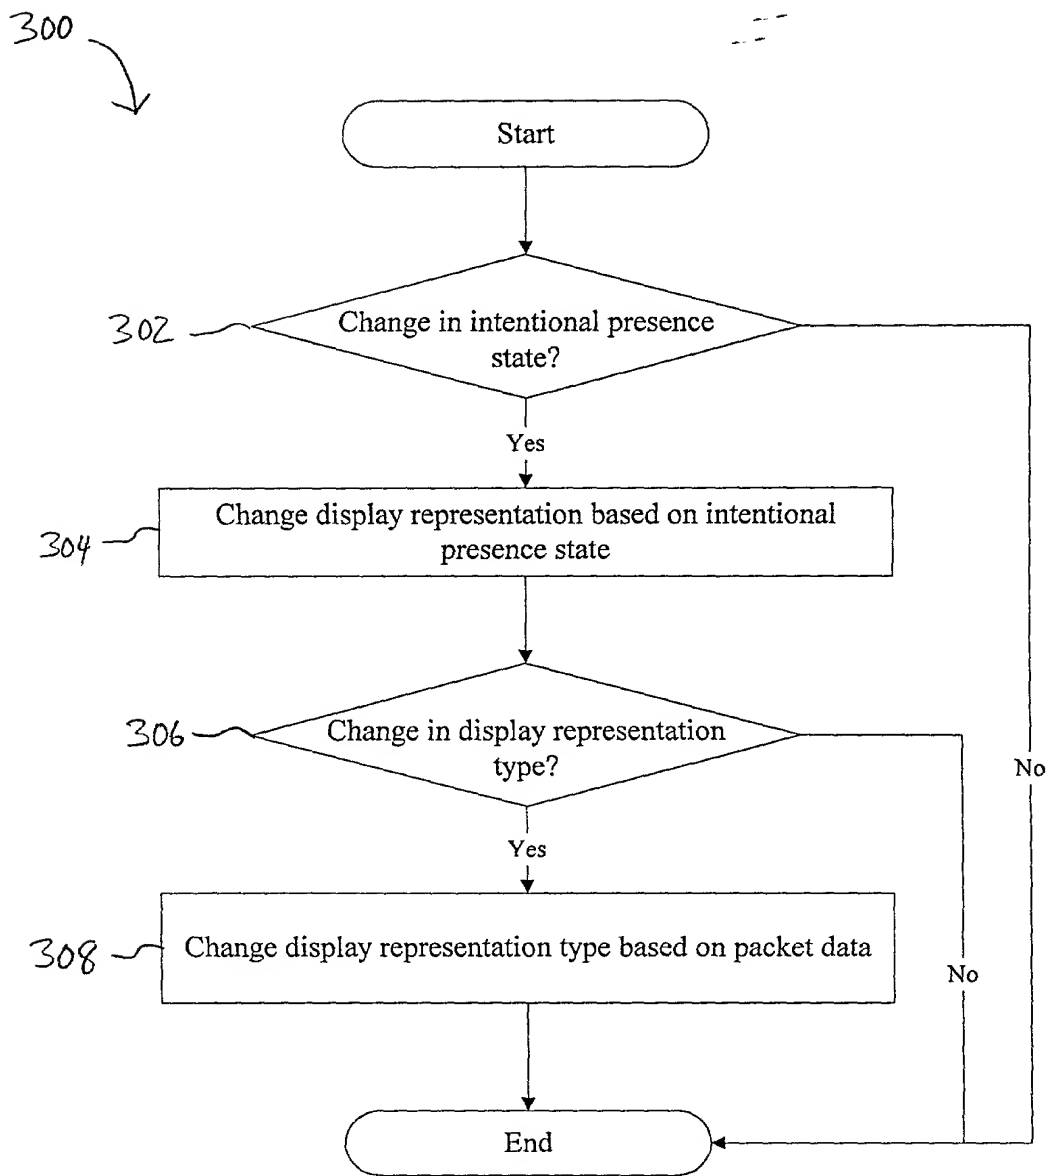 300
Start
302
Change in intentional presence
state?
Yes
304
Change display representation based on intentional
presence state
306
Change in display representation
type?
No
Yes
308
Change display representation type based on packet data
No
End